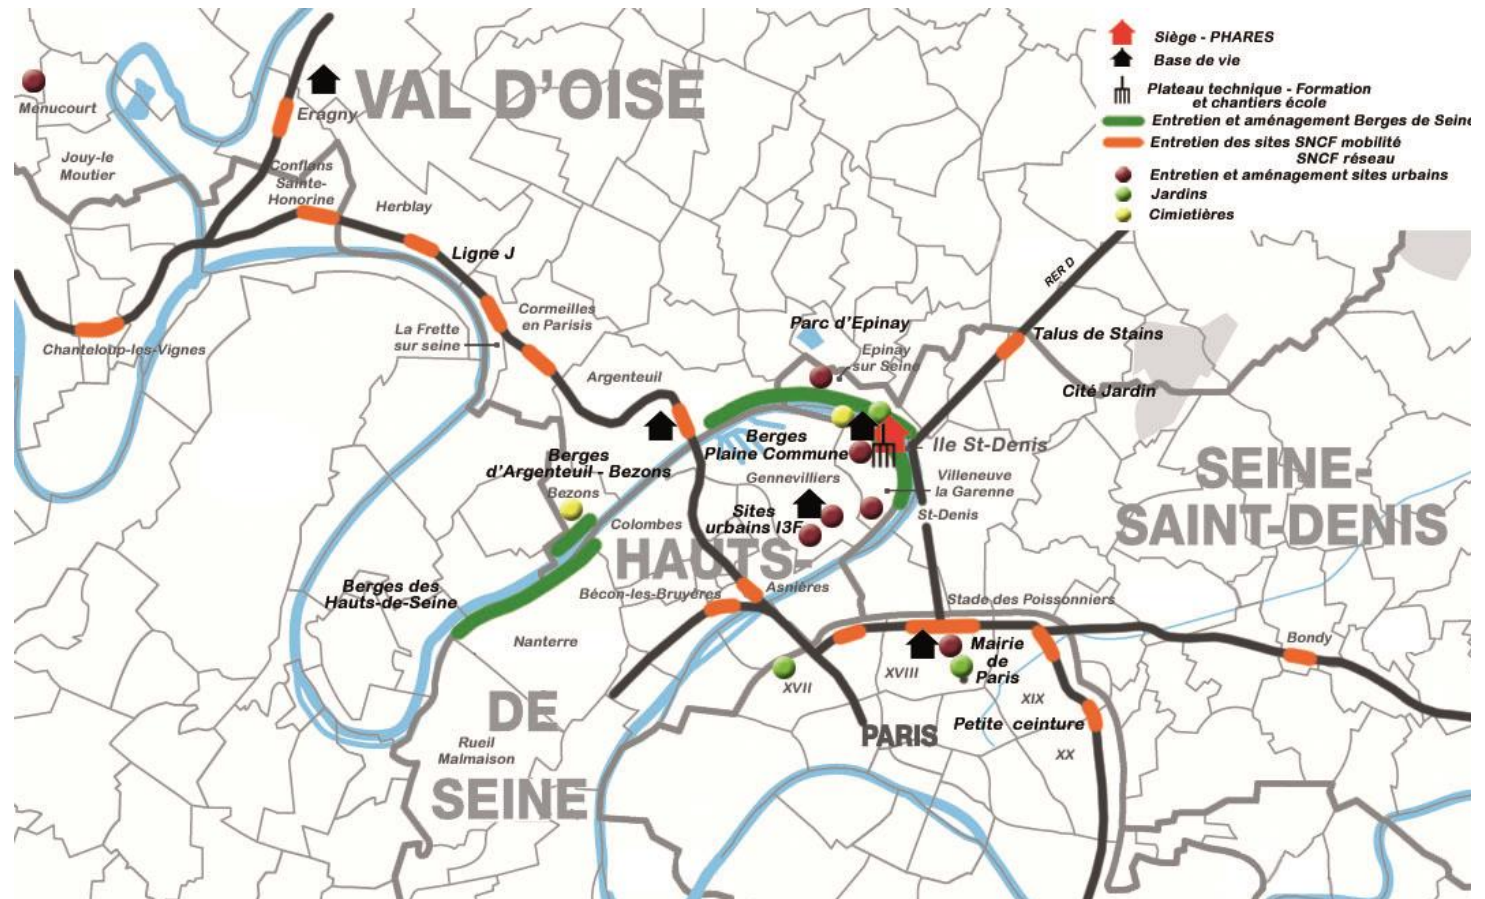 Siège - PHARES
Base de vie
Plateau technique - Formation
et chantiers école
Entretien et aménagement Berges de Seine
Entretien des sites SNCF mobilité
SNCF réseau
Entretien et aménagement sites urbains
Jardins
Cimietières
VAL D'OISE
Menucourt
Eragny
Jouy-le
Moutier
Conflans
Sainte-
Honorine
Herblay
Ligne J
RER D
Cormeilles
en Parisis
La Frette
sur seine
Chanteloup-les-Vignes
Parc d'Epinay
Talus de Stains
Epinay
sur Seine
Argenteuil
Cité Jardin
Berges
Plaine Commune
Ile St-Denis
Berges
d'Argenteuil - Bezons
SEINE-
SAINT-DENIS
Gennevilliers
Villeneuve
la Garenne
Bezons
Sites
urbains I3F
St-Denis
Colombes
HAUTS-
Asnières
Berges des
Hauts-de-Seine
Bécon-les-Bruyères
Stade des Poissonniers
Nanterre
Mairie
de
Paris
Bondy
XVII
XVIII
XIX
DE
PARIS
Petite ceinture
Rueil
Malmaison
XX
SEINE